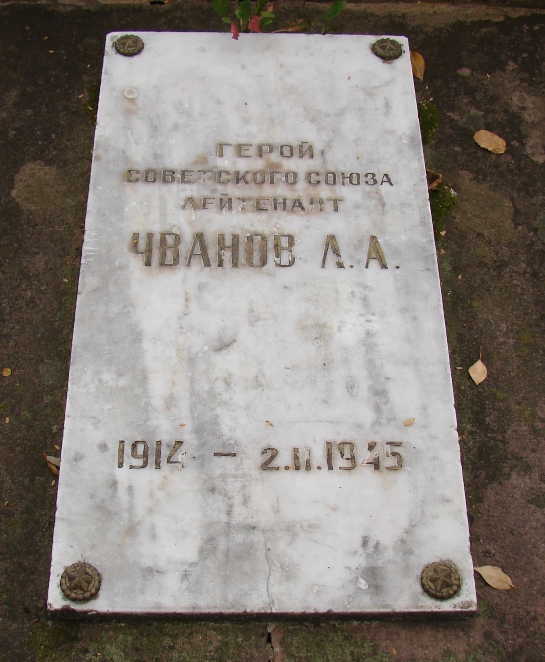 ГЕРОЙ
СОВЕТСКОГО СОЮЗА
ЛЕЙТЕНАНТ
ЧВАНОВ Л. А.
1914 – 2.II.1945